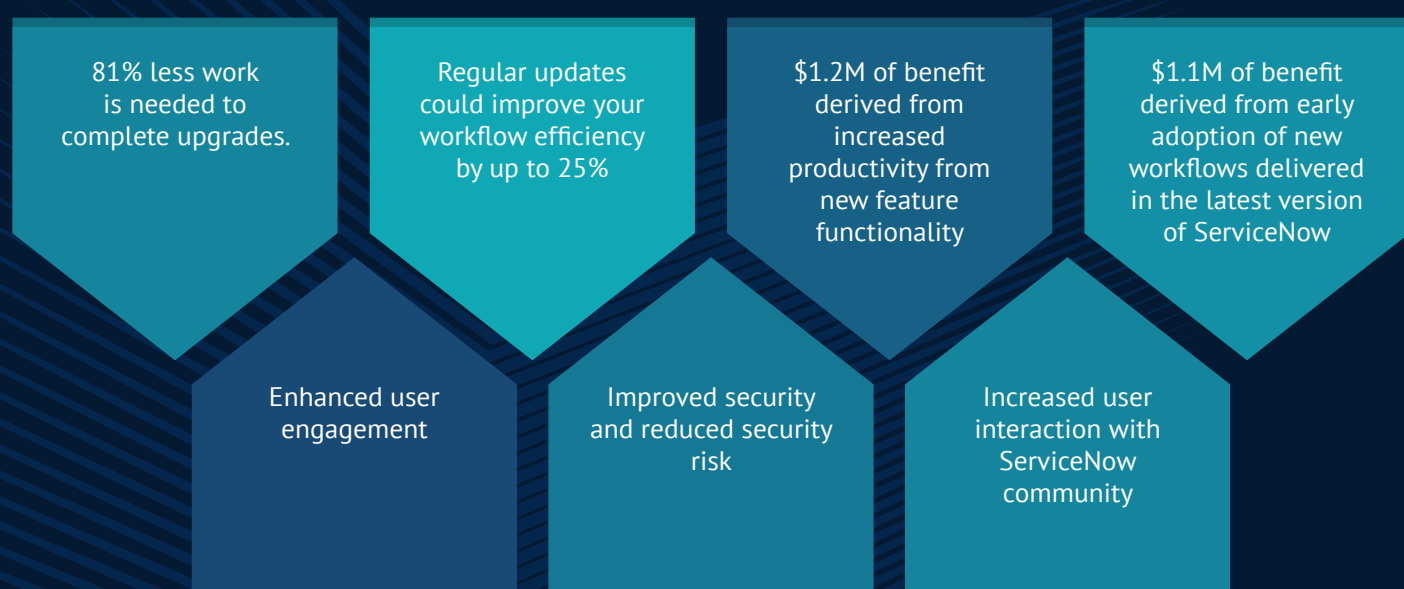 81% less work
is needed to
complete upgrades.
Regular updates
could improve your
workflow efficiency
by up to 25%
$1.2M of benefit
derived from
increased
productivity from
new feature
functionality
$1.1M of benefit
derived from early
adoption of new
workflows delivered
in the latest version
of ServiceNow
Enhanced user
engagement
Improved security
and reduced security
risk
Increased user
interaction with
ServiceNow
community